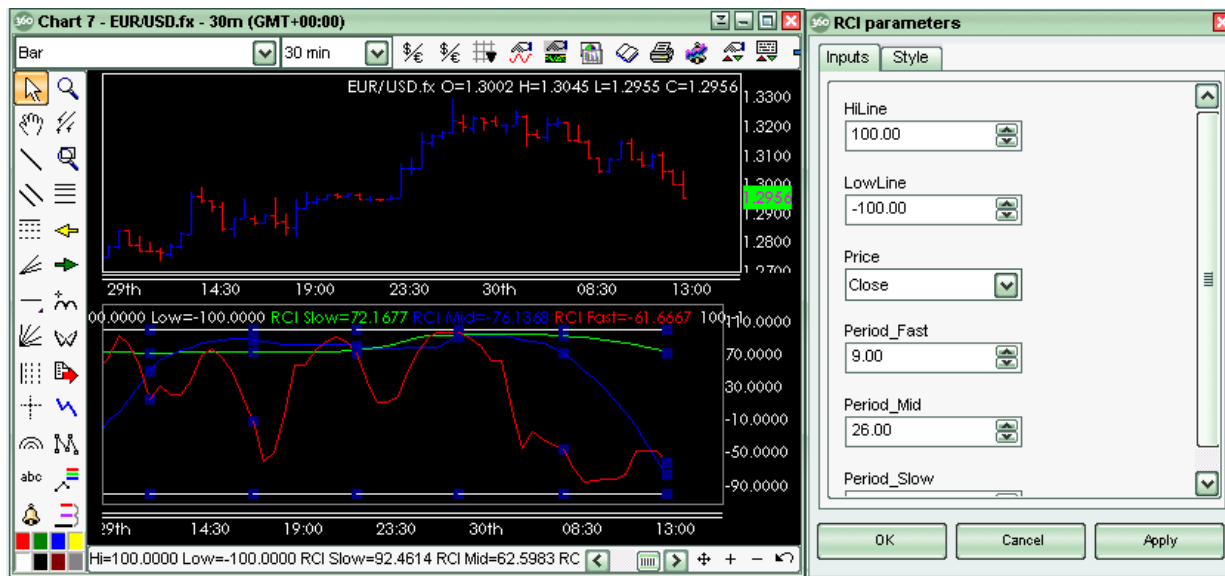 Chart 7 - EUR/USD.fx - 30m (GMT+00:00)
Bar
30 min
$/€
$/€
EUR/USD.fx O=1.3002 H=1.3045 L=1.2955 C=1.2956
1.3300
1.3200
1.3100
1.3000
1.2956
1.2900
1.2800
1.2700
29th 14:30 19:00 23:30 30th 08:30 13:00
00.0000 Low=-100.0000 RCI Slow=72.1677 RCI Mid=-76.1368 RCI Fast=-61.6667
110.0000
70.0000
30.0000
-10.0000
-50.0000
-90.0000
29th 14:30 19:00 23:30 30th 08:30 13:00
abc
Hi=100.0000 Low=-100.0000 RCI Slow=92.4614 RCI Mid=62.5983 RC
360 RCI parameters
Inputs Style
HiLine
100.00
LowLine
-100.00
Price
Close
Period_Fast
9.00
Period_Mid
26.00
Period_Slow
OK Cancel Apply